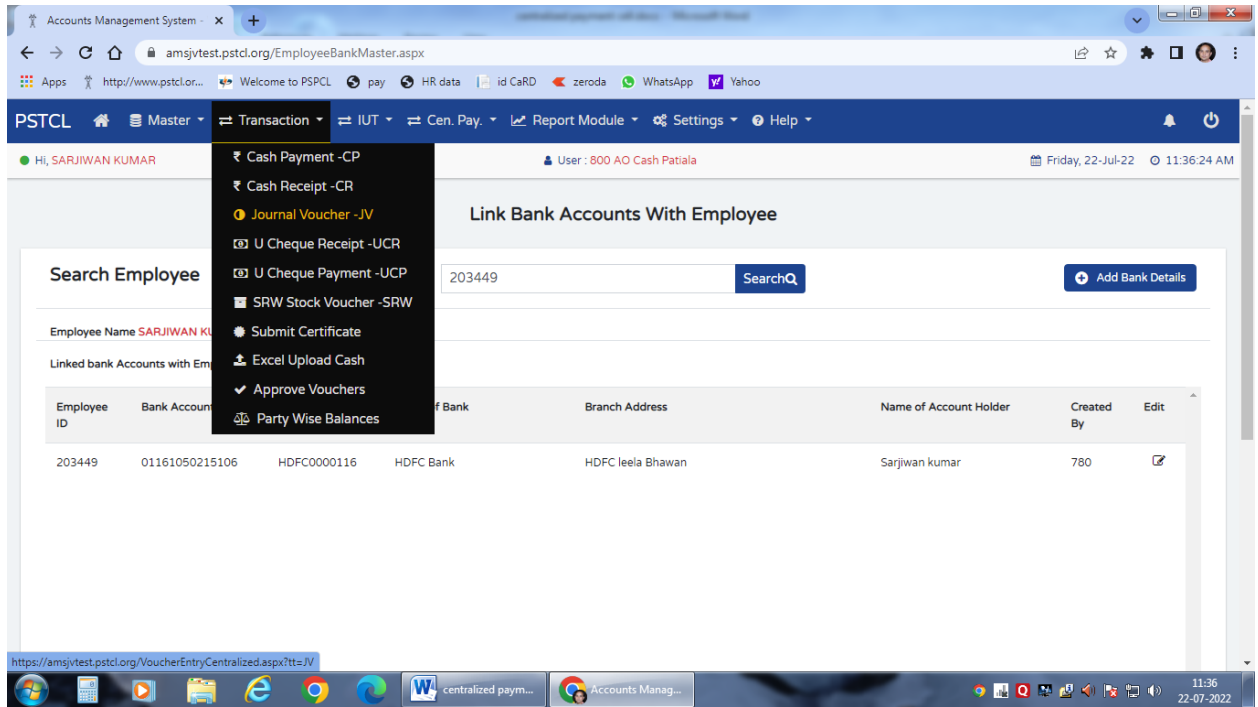 Accounts Management System -
centralized payment cell.docx - Microsoft Word
amsjvtest.pstcl.org/EmployeeBankMaster.aspx
Apps http://www.pstcl.or... Welcome to PSPCL pay HR data id CaRD zeroda WhatsApp Yahoo
PSTCL Master Transaction IUT Cen. Pay. Report Module Settings Help
Hi, SARJIWAN KUMAR User : 800 AO Cash Patiala Friday, 22-Jul-22 11:36:24 AM
₹ Cash Payment -CP
₹ Cash Receipt -CR
Journal Voucher -JV
U Cheque Receipt -UCR
U Cheque Payment -UCP
SRW Stock Voucher -SRW
Submit Certificate
Excel Upload Cash
Approve Vouchers
Party Wise Balances
Link Bank Accounts With Employee
Search Employee 203449 Search Add Bank Details
Employee Name SARJIWAN KU
Linked bank Accounts with Emp
Employee ID Bank Account f Bank Branch Address Name of Account Holder Created By Edit
203449 01161050215106 HDFC0000116 HDFC Bank HDFC leela Bhawan Sarjiwan kumar 780
https://amsjvtest.pstcl.org/VoucherEntryCentralized.aspx?tt=JV
centralized paym... Accounts Manag... 11:36
22-07-2022